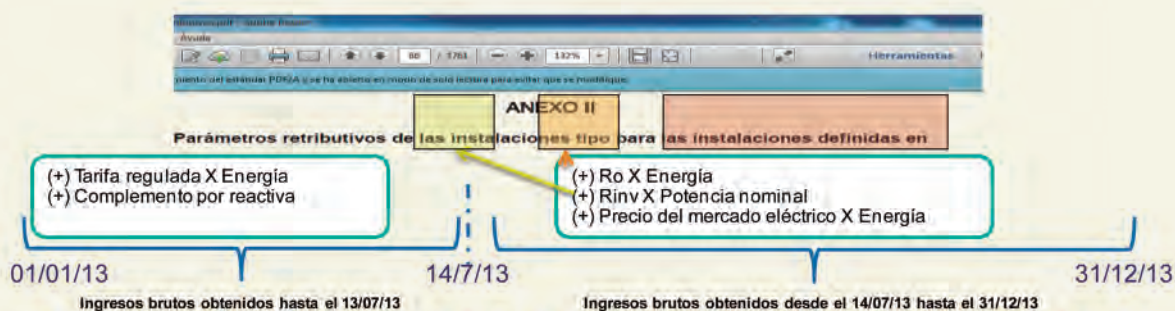 Ayuda
80 / 1761 132%
Herramientas
ANEXO II
Parámetros retributivos de las instalaciones tipo para las instalaciones definidas en
(+) Tarifa regulada X Energía
(+) Complemento por reactiva
(+) Ro X Energía
(+) Rinv X Potencia nominal
(+) Precio del mercado eléctrico X Energía
01/01/13
14/7/13
31/12/13
Ingresos brutos obtenidos hasta el 13/07/13
Ingresos brutos obtenidos desde el 14/07/13 hasta el 31/12/13